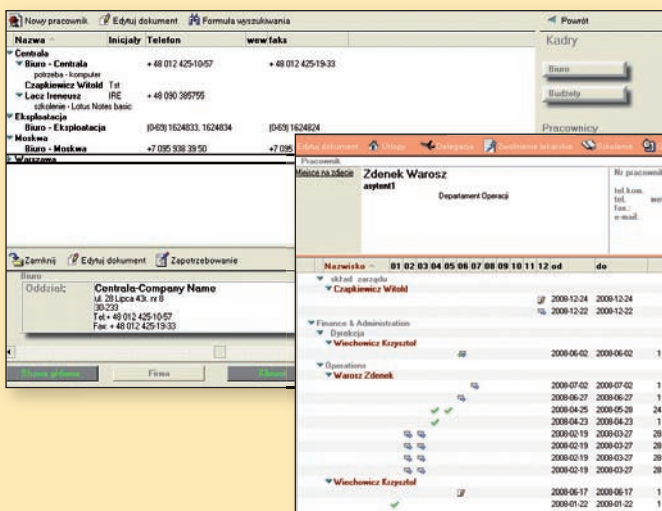 Nowy pracownik Edytuj dokument Formuła wyszukiwania
Powrót
Nazwa Inicjały Telefon wew faks
Kadry
Centrala
Biuro - Centrala + 48 012 425-10-57 + 48 012 425-19-33
potrzeba - komputer
Biuro
Czapkiewicz Witold Tst
Lacz Ireneusz IRE + 48 090 385755
szkolenie - Lotus Notes basic
Budżety
Eksploatacja
Biuro - Eksploatacja (0-69) 1624833, 1624834 (0-69) 1624824
Pracownicy
Moskwa
Biuro - Moskwa +7 095 938 39 50 +7 095
Warszawa
Edytuj dokument Urlopy Delegacja Zwolnienie lekarskie Szkolenie
Pracownik
Miejsce na zdjęcie Zdenek Warosz
asytent1
Departament Operacji
Nr pracownik
tel.kom.
tel. we
fax.:
e-mail:
Zamknij Edytuj dokument Zapotrzebowanie
Biuro
Oddział: Centrala-Company Name
ul. 28 Lipca 43t. nr 8
30-233
Tel:+ 48 012 425-10-57
Fax: + 48 012 425-19-33
Strona główna Firma
Nazwisko 01 02 03 04 05 06 07 08 09 10 11 12 od do
skład zarządu
Czapkiewicz Witold
2008-12-24 2008-12-24
2008-12-22 2008-12-22
Finance & Administration
Dyrekcja
Wiechowicz Krzysztof
2008-06-02 2008-06-02 1
Operations
Warosz Zdenek
2008-07-02 2008-07-02 1
2008-06-27 2008-06-27 1
2008-04-25 2008-05-28 24
2008-04-23 2008-04-23 1
2008-02-19 2008-03-27 28
2008-02-19 2008-03-27 28
2008-02-19 2008-03-27 28
2008-02-19 2008-03-27 28
Wiechowicz Krzysztof
2008-06-17 2008-06-17 1
2008-01-22 2008-01-22 1